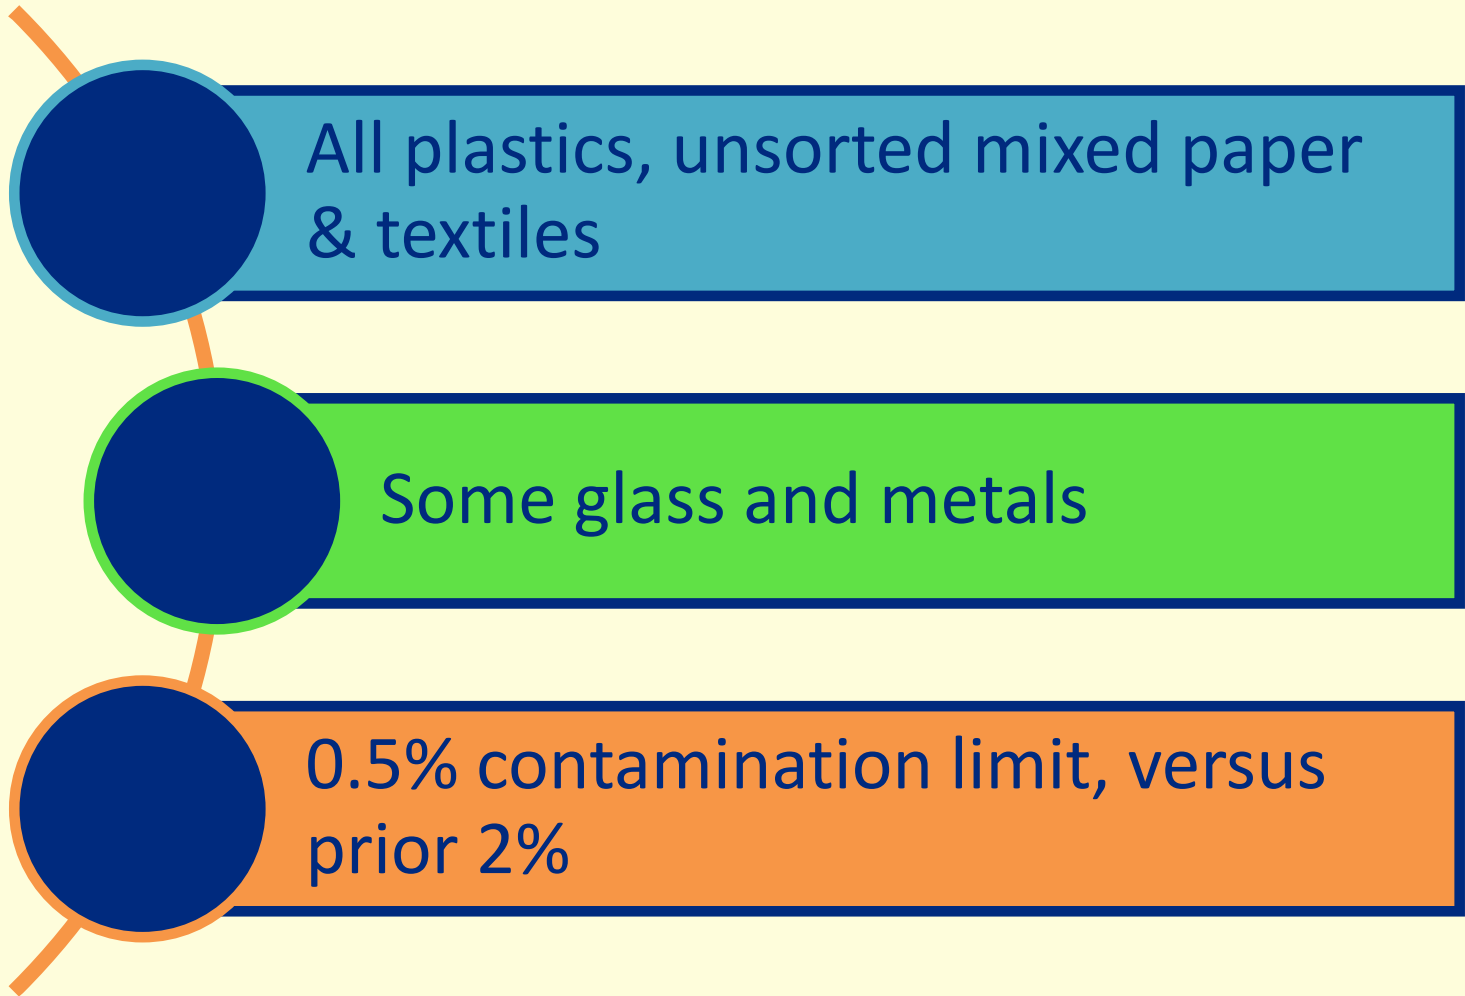 All plastics, unsorted mixed paper
& textiles
Some glass and metals
0.5% contamination limit, versus
prior 2%